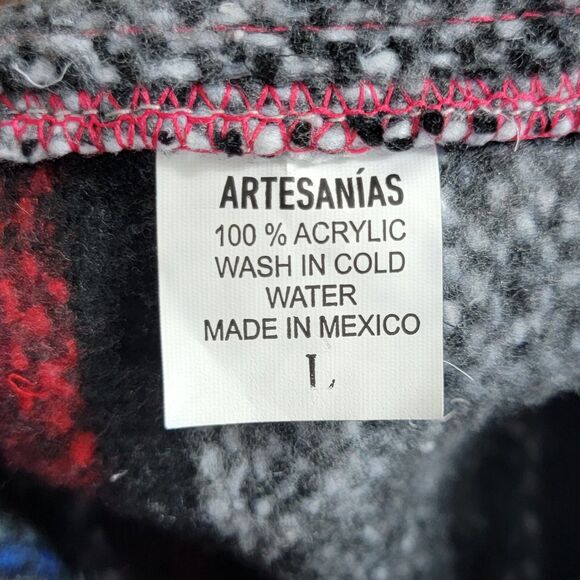 ARTESANÍAS
100 % ACRYLIC
WASH IN COLD
WATER
MADE IN MEXICO
L